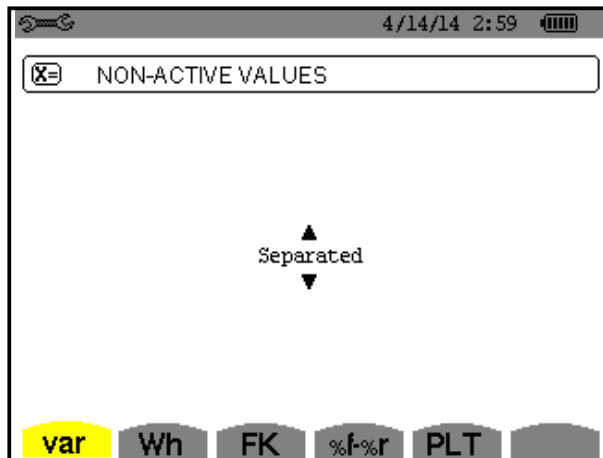 4/14/14 2:59
X= NON-ACTIVE VALUES
Separated
var Wh FK %f-%r PLT